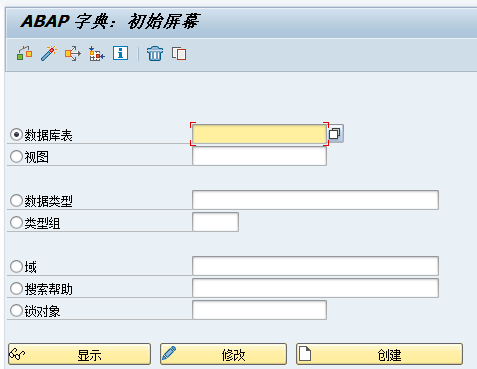 ABAP 字典：初始屏幕
数据库表
视图
数据类型
类型组
域
搜索帮助
锁对象
显示 修改 创建